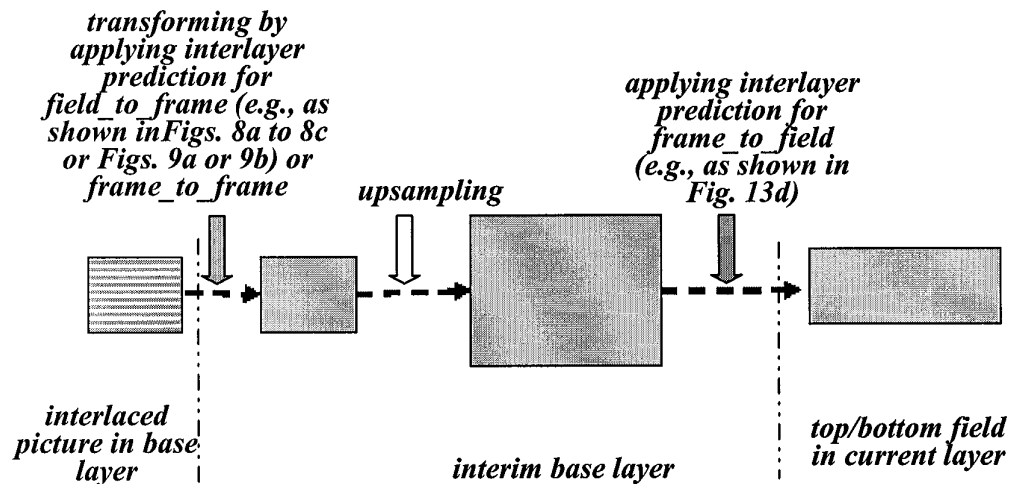 transforming by
applying interlayer
prediction for
field_to_frame (e.g., as
shown inFigs. 8a to 8c
or Figs. 9a or 9b) or
frame_to_frame
upsampling
applying interlayer
prediction for
frame_to_field
(e.g., as shown in
Fig. 13d)
interlaced
picture in base
layer
interim base layer
top/bottom field
in current layer